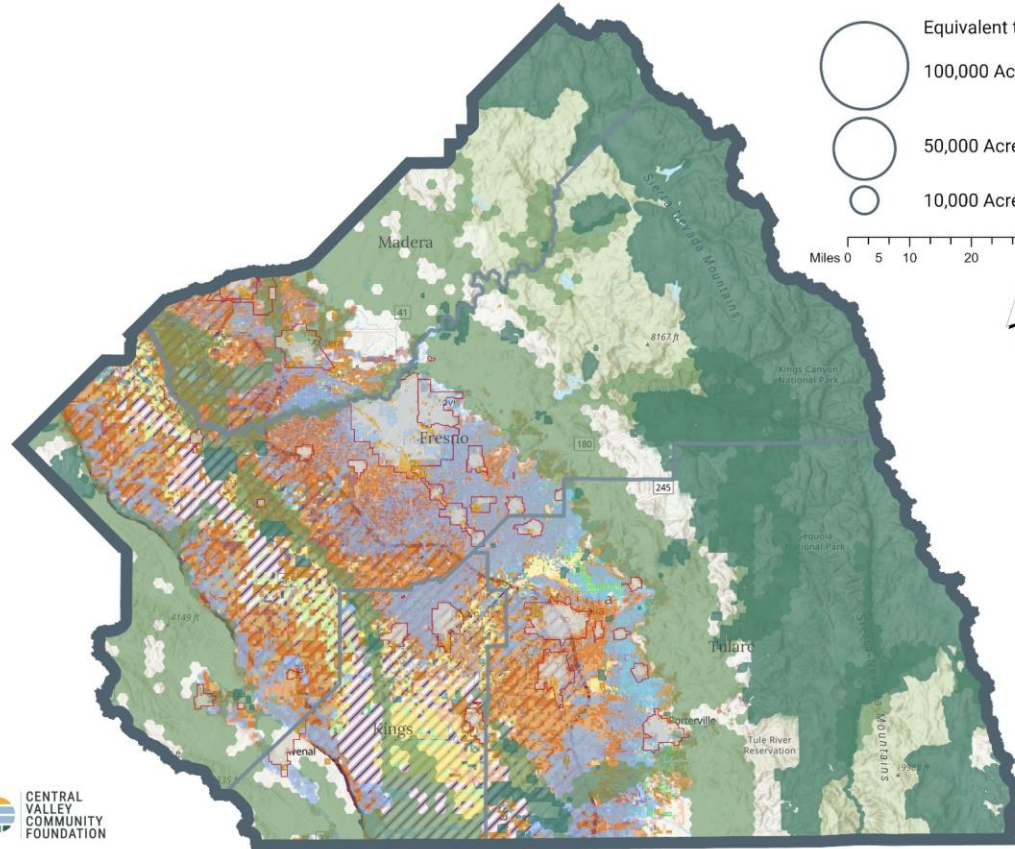 Equivalent t
100,000 Ac
50,000 Acre
10,000 Acre
Miles 0 5 10 20
Sierra Nevada Mountains
Madera
41
8167 ft
Kings Canyon
National Park
Fresno
180
245
Sequoia
National Park
4149 ft
Tulare
Kings
Porterville
Tule River
Reservation
Mountains
enal
CENTRAL
VALLEY
COMMUNITY
FOUNDATION